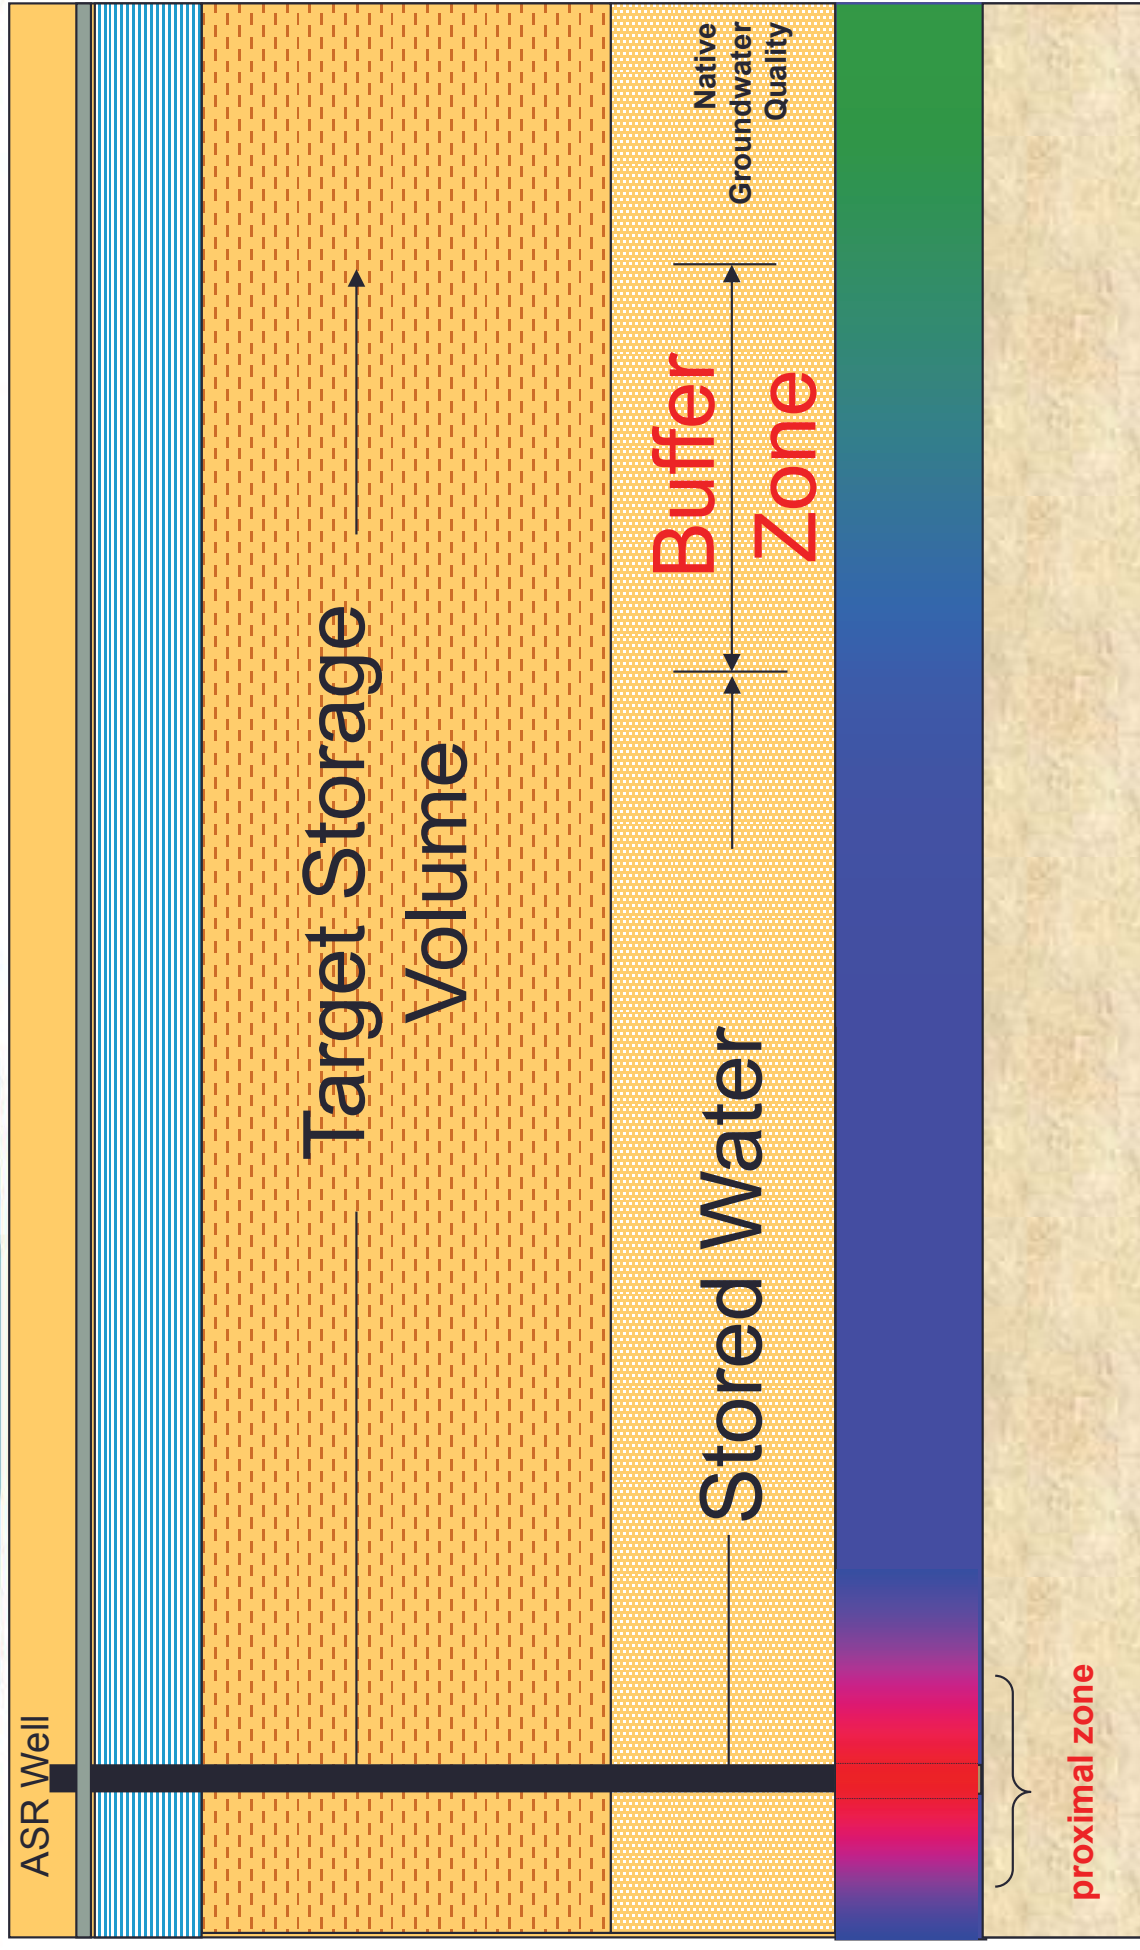 ASR Well
Target Storage
Volume
Stored Water
Buffer
Zone
Native
Groundwater
Quality
proximal zone